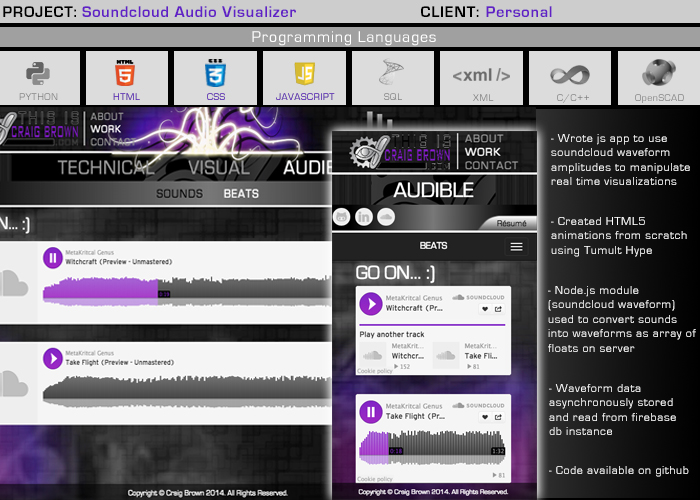 PROJECT: Soundcloud Audio Visualizer
CLIENT: Personal
Programming Languages
PYTHON
HTML
CSS
JAVASCRIPT
SQL
<xml />
XML
C/C++
OpenSCAD
THIS IS
CRAIG BROWN
.COM
ABOUT
WORK
CONTACT
TECHNICAL VISUAL AUDIB
SOUNDS BEATS
N... :)
MetaKritcal Genus
Witchcraft (Preview - Unmastered)
MetaKritcal Genus
Take Flight (Preview - Unmastered)
Copyright © Craig Brown 2014. All Rights Reserved.
THIS IS
CRAIG BROWN
.COM
ABOUT
WORK
CONTACT
AUDIBLE
in
Résumé
BEATS
GO ON... :)
MetaKritcal Genus
SOUNDCLOUD
Witchcraft (Pr...
Play another track
MetaKrit...
Witchcr...
152
MetaKrit...
Take Fli...
81
Cookie policy
MetaKritcal Genus
SOUNDCLOUD
Take Flight (Pr...
0:18
1:32
Cookie policy
81
Copyright © Craig Brown 2014. All Rights Reserved.
- Wrote js app to use
soundcloud waveform
amplitudes to manipulate
real time visualizations
- Created HTML5
animations from scratch
using Tumult Hype
- Node.js module
(soundcloud waveform)
used to convert sounds
into waveforms as array of
floats on server
- Waveform data
asynchronously stored
and read from firebase
db instance
- Code available on github